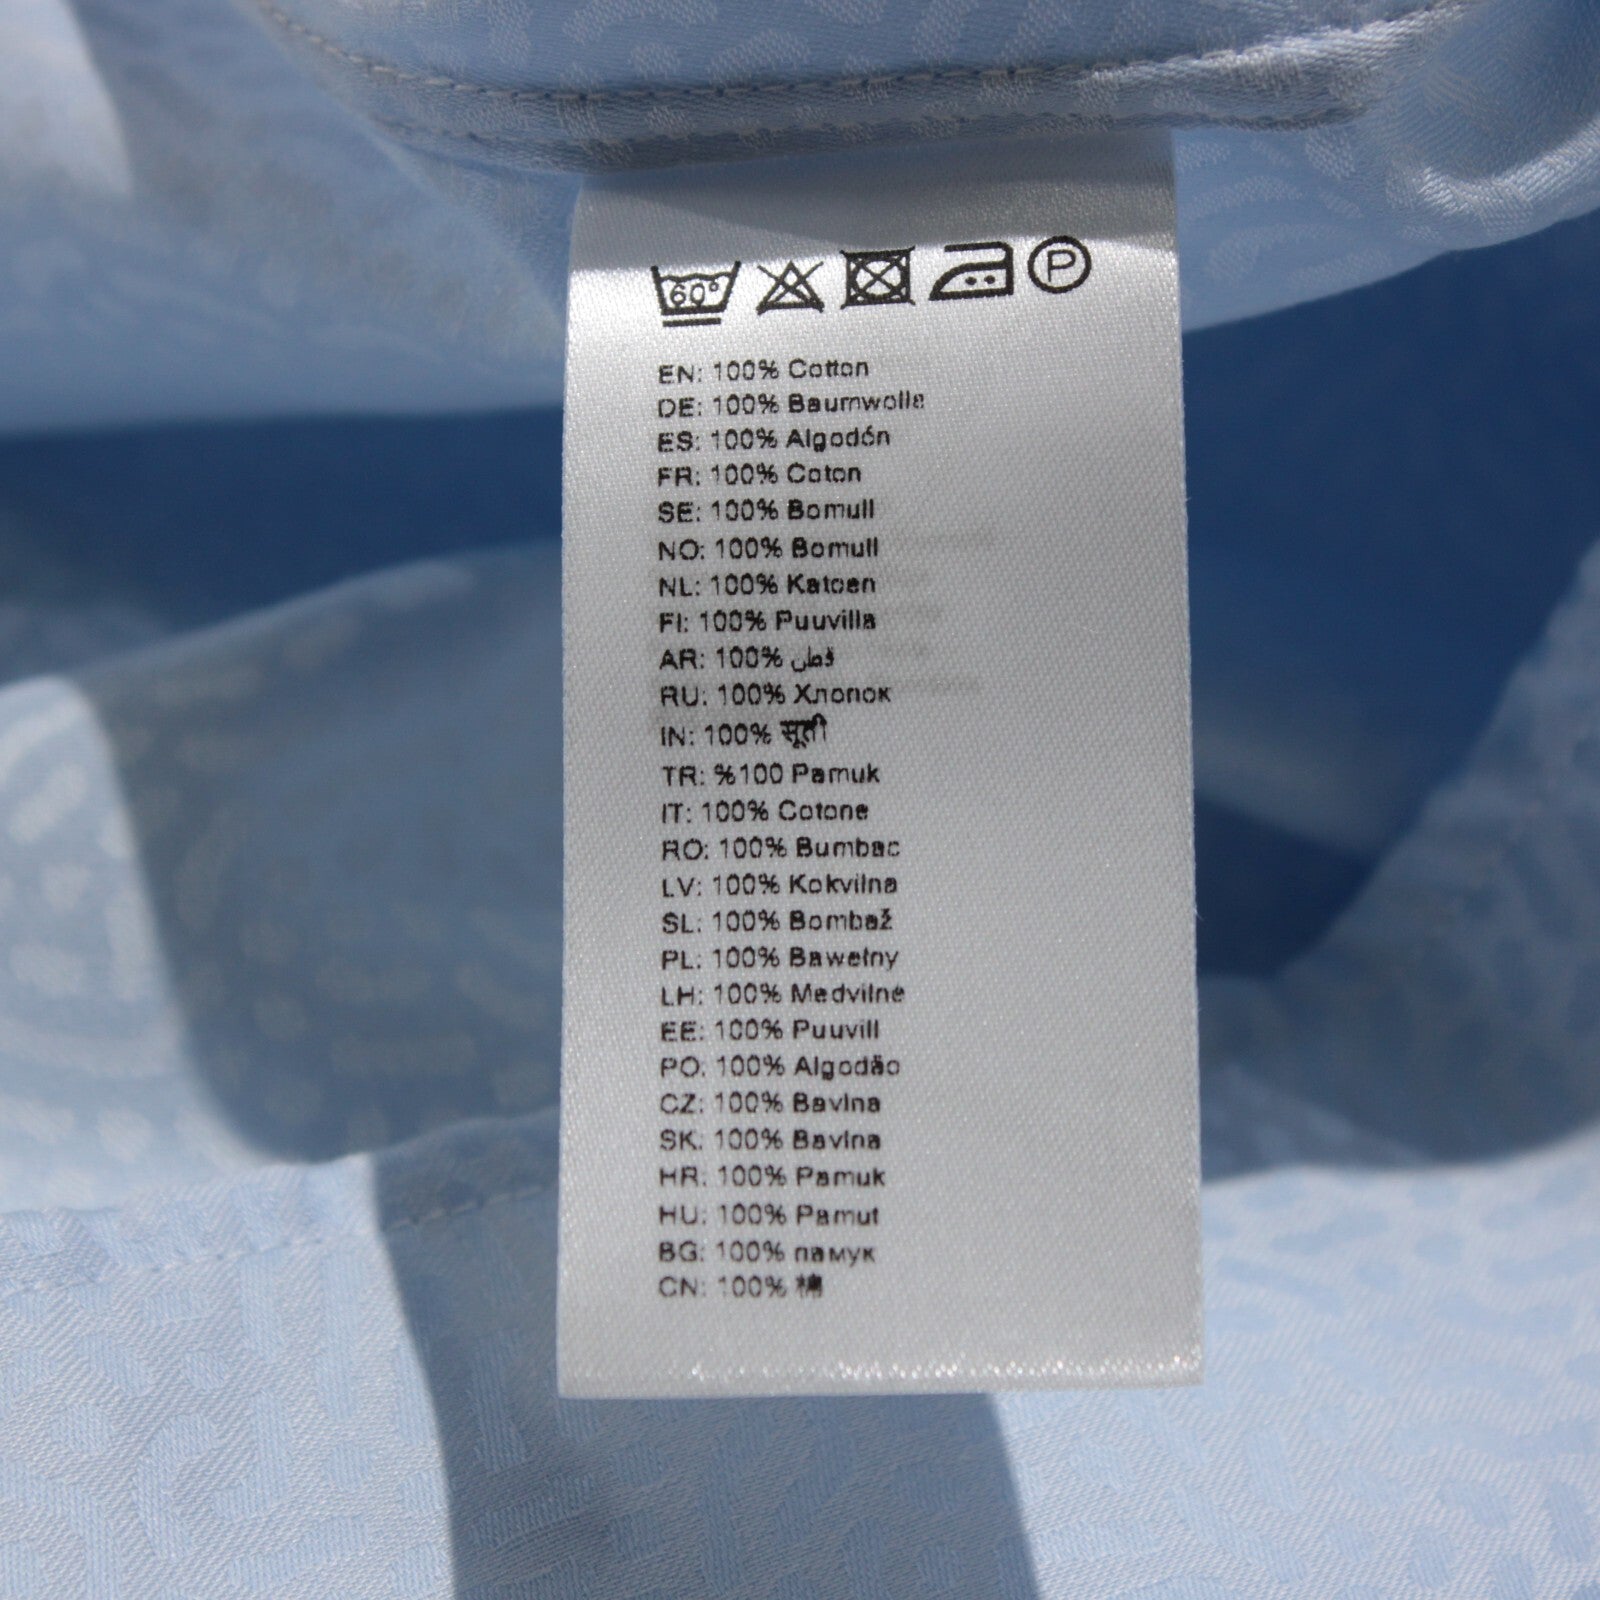 60°
P
EN: 100% Cotton
DE: 100% Baumwolle
ES: 100% Algodón
FR: 100% Coton
SE: 100% Bomull
NO: 100% Bomull
NL: 100% Katoen
FI: 100% Puuvilla
AR: 100% قطن
RU: 100% Хлопок
IN: 100% सूती
TR: %100 Pamuk
IT: 100% Cotone
RO: 100% Bumbac
LV: 100% Kokvilna
SL: 100% Bombaž
PL: 100% Bawełny
LH: 100% Medvilnė
EE: 100% Puuvill
PO: 100% Algodão
CZ: 100% Bavlna
SK: 100% Bavlna
HR: 100% Pamuk
HU: 100% Pamut
BG: 100% памук
CN: 100% 棉